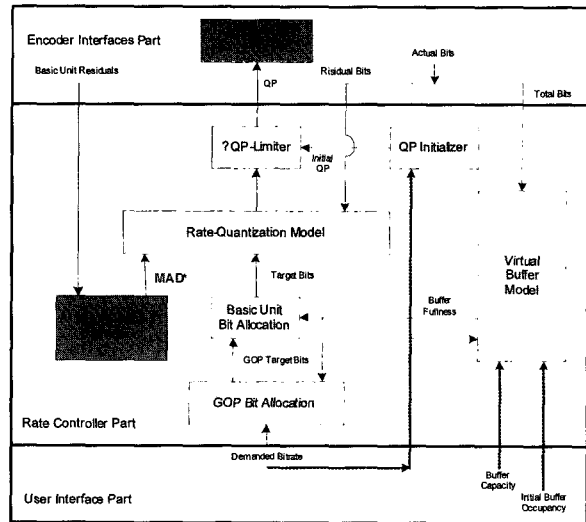 Encoder Interfaces Part
Actual Bits
Basic Unit Residuals
QP
Risidual Bits
Total Bits
?QP-Limiter
Initial
QP
QP Initializer
Rate-Quantization Model
MAD*
Target Bits
Virtual
Buffer
Model
Basic Unit
Bit Allocation
Buffer
Fullness
GOP Target Bits
GOP Bit Allocation
Rate Controller Part
Demanded Bitrate
Buffer
Capacity
Initial Buffer
Occupancy
User Interface Part